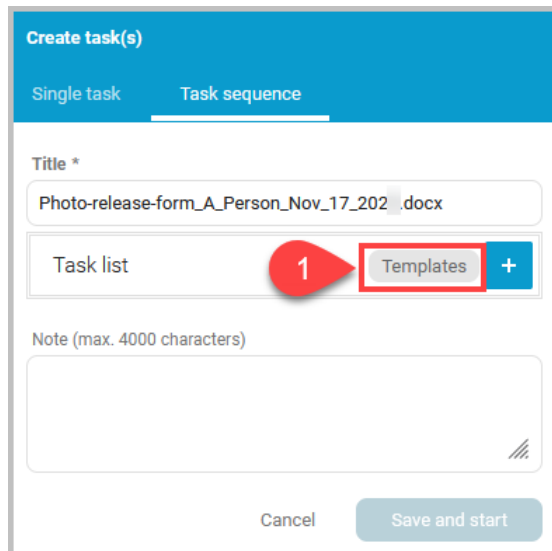 Create task(s)
Single task Task sequence
Title *
Photo-release-form_A_Person_Nov_17_202 .docx
Task list 1 Templates +
Note (max. 4000 characters)
Cancel Save and start